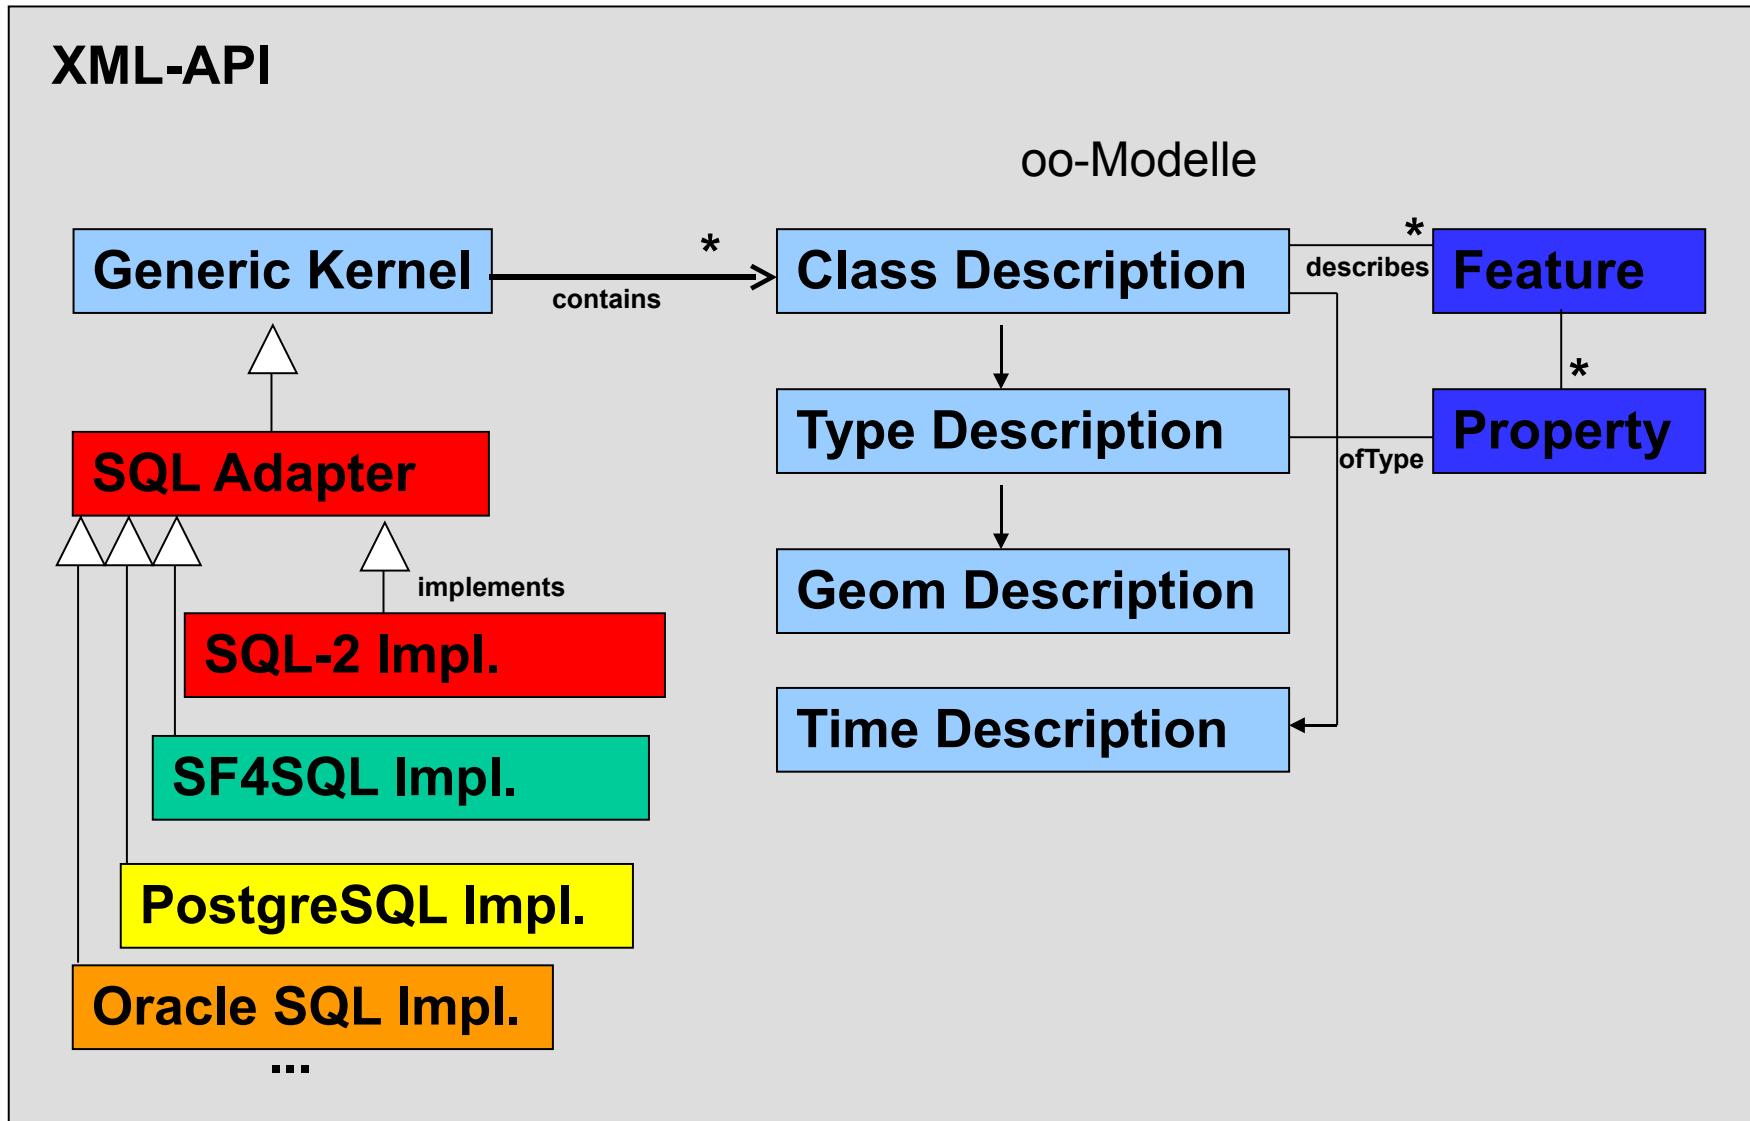 XML-API
oo-Modelle
Generic Kernel
*
contains
Class Description
*
describes
Feature
*
Type Description
ofType
Property
SQL Adapter
implements
Geom Description
SQL-2 Impl.
Time Description
SF4SQL Impl.
PostgreSQL Impl.
Oracle SQL Impl.
...